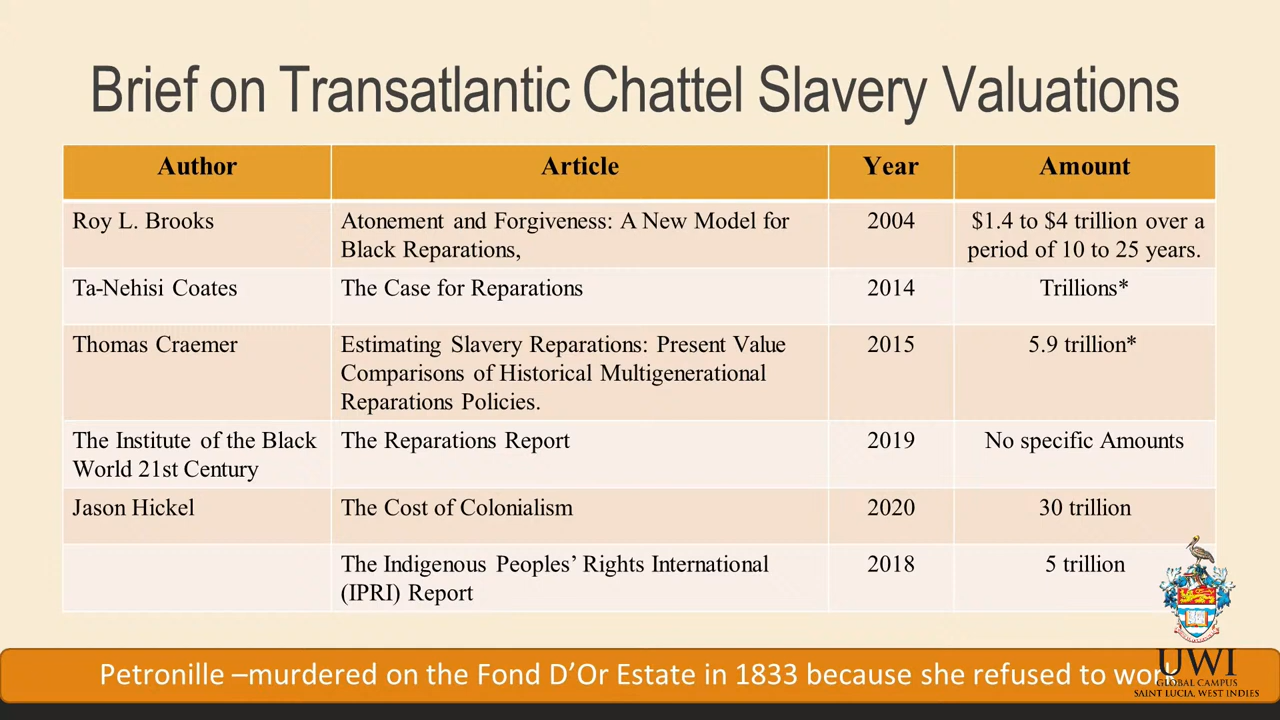 Brief on Transatlantic Chattel Slavery Valuations
Author Article Year Amount
Roy L. Brooks Atonement and Forgiveness: A New Model for 2004 $1.4 to $4 trillion over a
Black Reparations, period of 10 to 25 years.
Ta-Nehisi Coates The Case for Reparations 2014 Trillions*
Thomas Craemer Estimating Slavery Reparations: Present Value 2015 5.9 trillion*
Comparisons of Historical Multigenerational
Reparations Policies.
The Institute of the Black The Reparations Report 2019 No specific Amounts
World 21st Century
Jason Hickel The Cost of Colonialism 2020 30 trillion
The Indigenous Peoples’ Rights International 2018 5 trillion
(IPRI) Report
Petronille –murdered on the Fond D’Or Estate in 1833 because she refused to work
UWI
GLOBAL CAMPUS
SAINT LUCIA, WEST INDIES